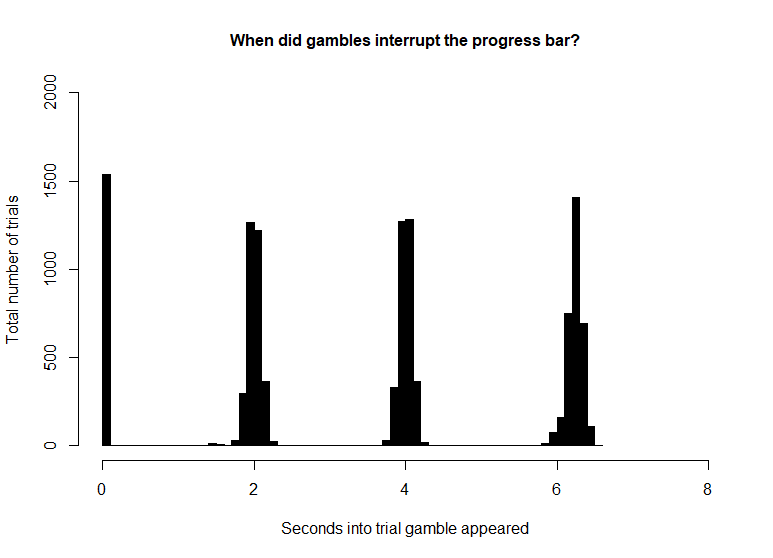 When did gambles interrupt the progress bar?
Total number of trials
2000
1500
1000
500
0
0 2 4 6 8
Seconds into trial gamble appeared